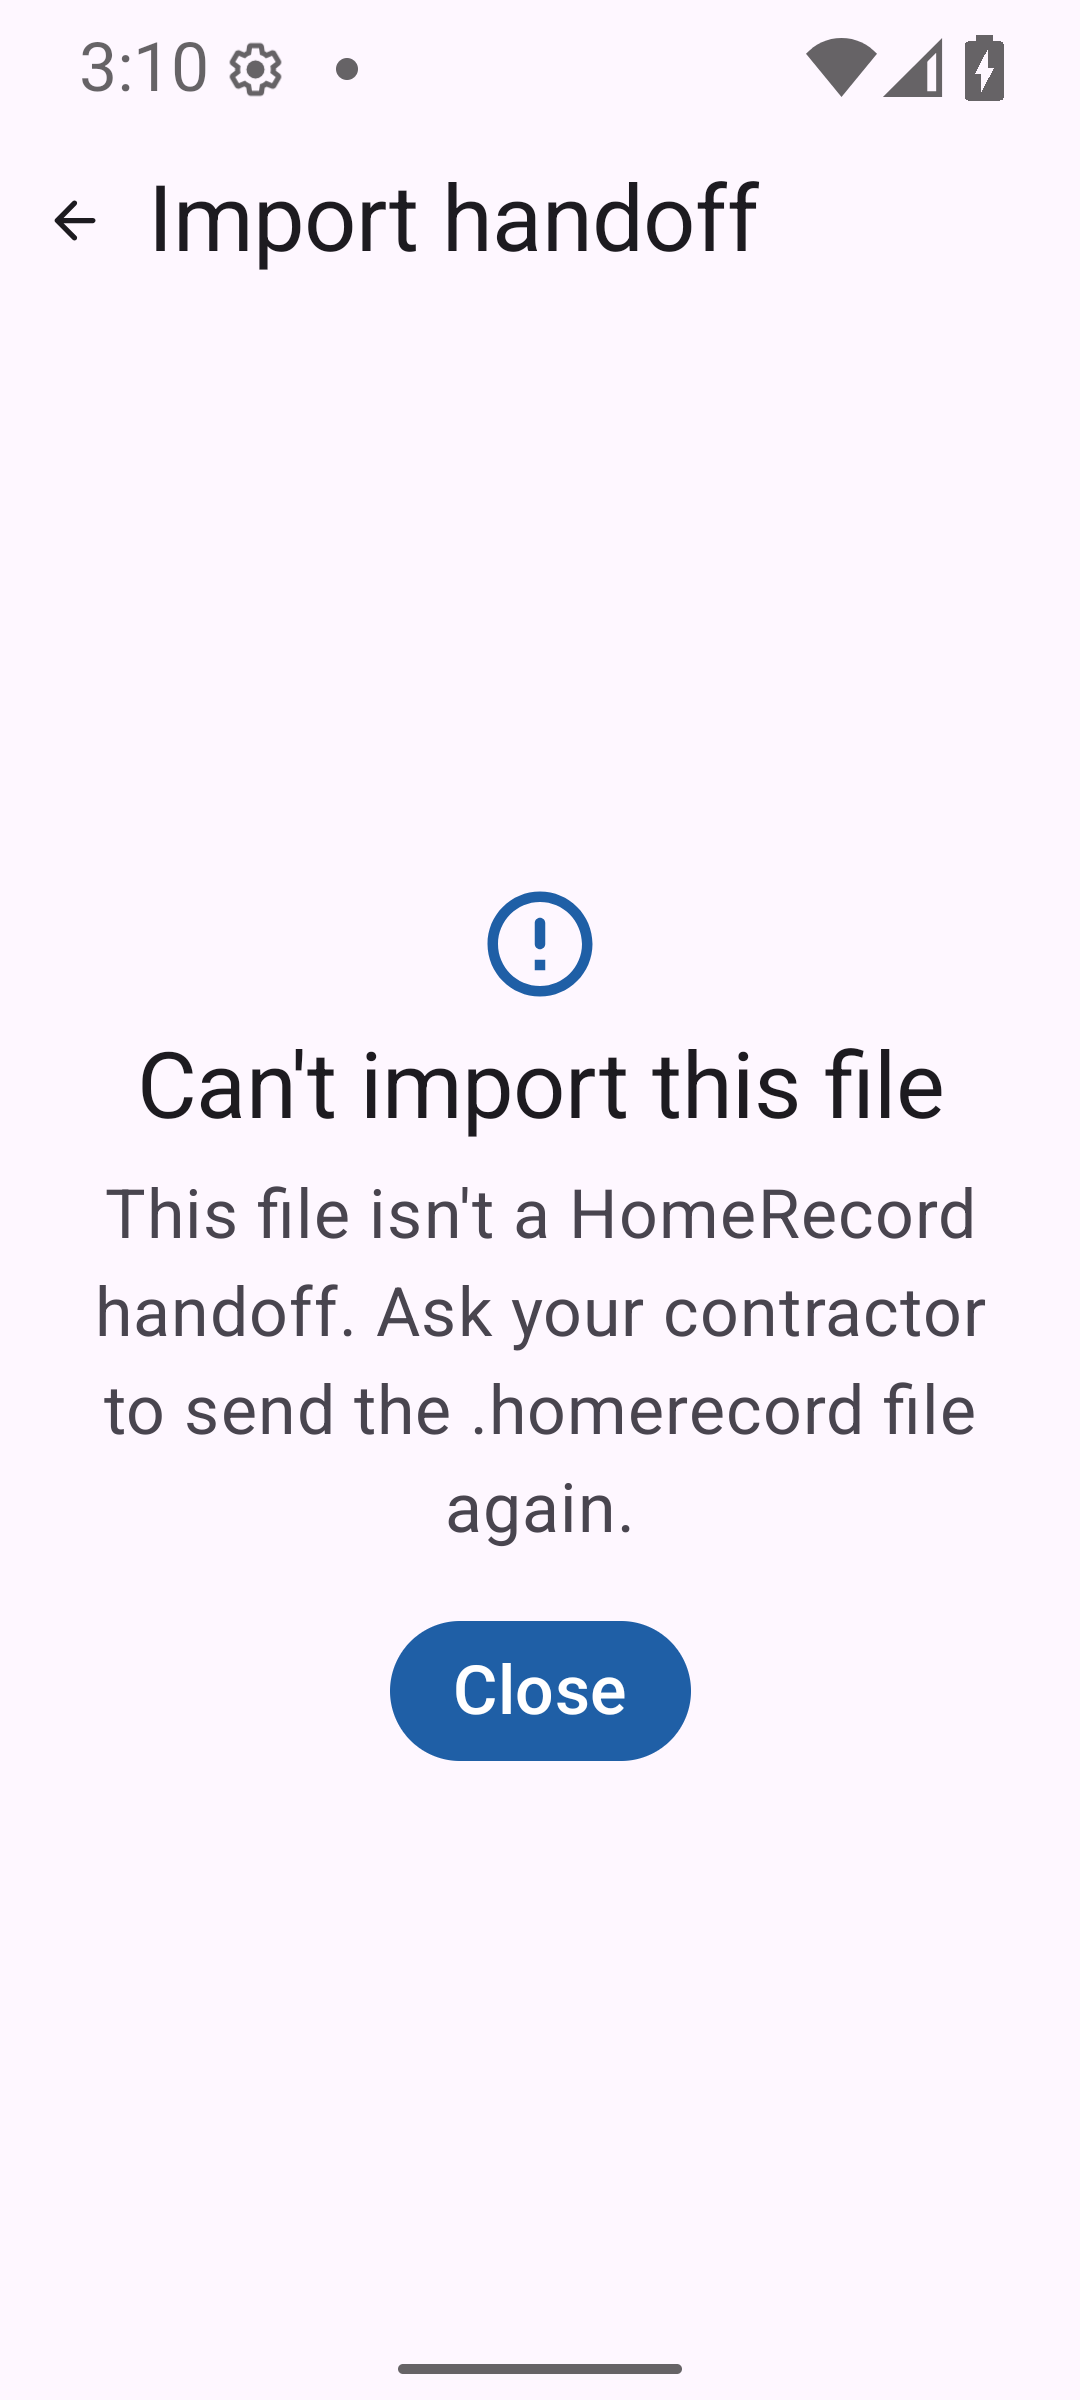 3:10
Import handoff
Can't import this file
This file isn't a HomeRecord
handoff. Ask your contractor
to send the .homerecord file
again.
Close